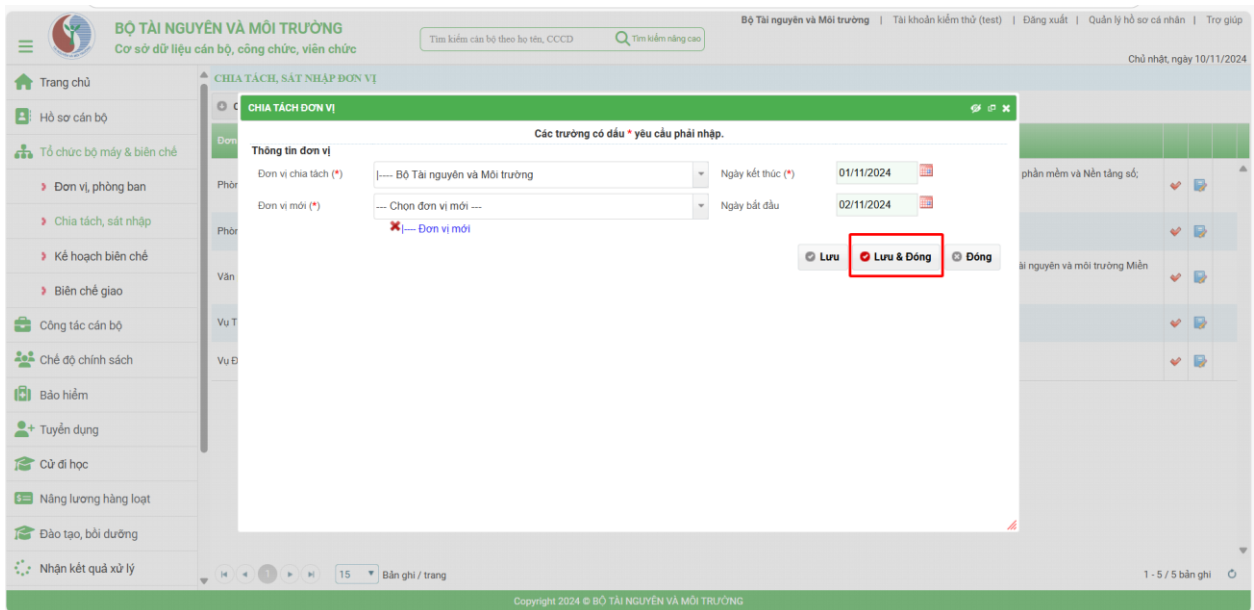 BỘ TÀI NGUYÊN VÀ MÔI TRƯỜNG
Cơ sở dữ liệu cán bộ, công chức, viên chức
Tìm kiếm cán bộ theo họ tên, CCCD
Tìm kiếm nâng cao
Bộ Tài nguyên và Môi trường | Tài khoản kiểm thử (test) | Đăng xuất | Quản lý hồ sơ cá nhân | Trợ giúp
Chủ nhật, ngày 10/11/2024
Trang chủ
Hồ sơ cán bộ
Tổ chức bộ máy & biên chế
Đơn vị, phòng ban
Chia tách, sát nhập
Kế hoạch biên chế
Biên chế giao
Công tác cán bộ
Chế độ chính sách
Bảo hiểm
Tuyển dụng
Cử đi học
Nâng lương hàng loạt
Đào tạo, bồi dưỡng
Nhận kết quả xử lý
CHIA TÁCH, SÁT NHẬP ĐƠN VỊ
CHIA TÁCH ĐƠN VỊ
Các trường có dấu * yêu cầu phải nhập.
Thông tin đơn vị
Đơn vị chia tách (*) |---- Bộ Tài nguyên và Môi trường Ngày kết thúc (*) 01/11/2024
Đơn vị mới (*) --- Chọn đơn vị mới --- Ngày bắt đầu 02/11/2024
|---- Đơn vị mới
Lưu Lưu & Đóng Đóng
Đơn
Phòn
phần mềm và Nền tảng số;
Phòn
Văn
ài nguyên và môi trường Miền
Vụ T
Vụ Đ
1 15 Bản ghi / trang
1 - 5 / 5 bản ghi
Copyright 2024 © BỘ TÀI NGUYÊN VÀ MÔI TRƯỜNG